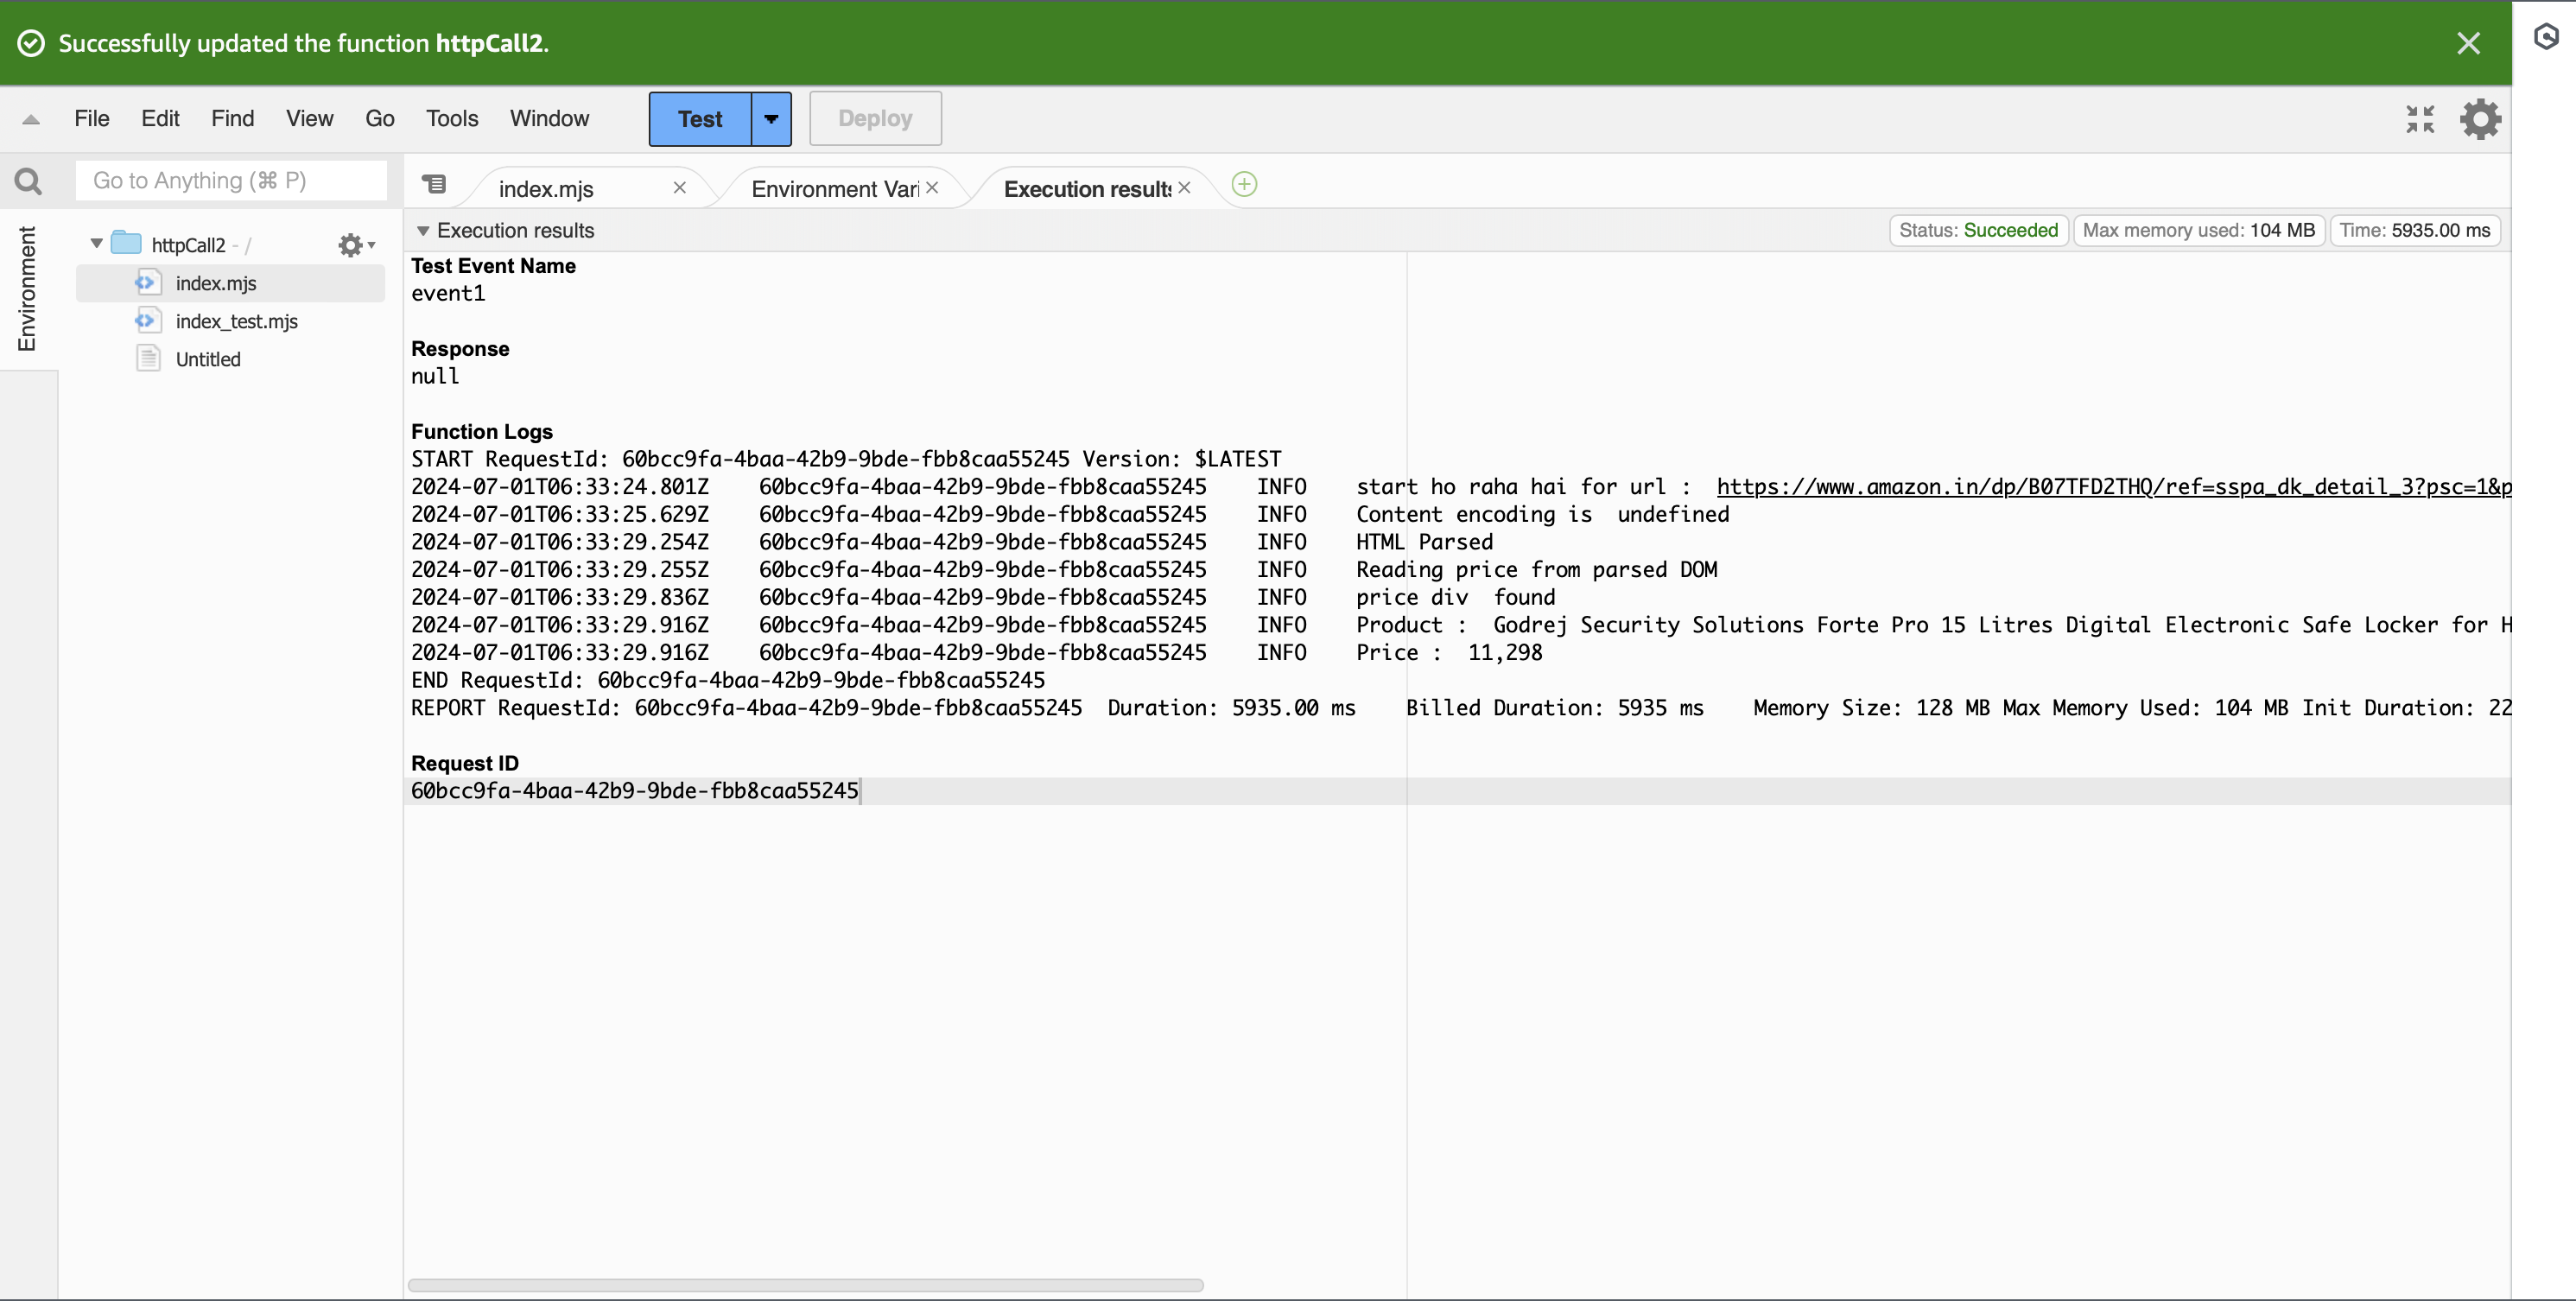 Successfully updated the function httpCall2.
File Edit Find View Go Tools Window Test Deploy
Go to Anything (⌘ P)
index.mjs Environment Vari Execution results
Environment
httpCall2 - /
index.mjs
index_test.mjs
Untitled
Execution results Status: Succeeded Max memory used: 104 MB Time: 5935.00 ms
Test Event Name
event1
Response
null
Function Logs
START RequestId: 60bcc9fa-4baa-42b9-9bde-fbb8caa55245 Version: $LATEST
2024-07-01T06:33:24.801Z 60bcc9fa-4baa-42b9-9bde-fbb8caa55245 INFO start ho raha hai for url : https://www.amazon.in/dp/B07TFD2THQ/ref=sspa_dk_detail_3?psc=1&p
2024-07-01T06:33:25.629Z 60bcc9fa-4baa-42b9-9bde-fbb8caa55245 INFO Content encoding is undefined
2024-07-01T06:33:29.254Z 60bcc9fa-4baa-42b9-9bde-fbb8caa55245 INFO HTML Parsed
2024-07-01T06:33:29.255Z 60bcc9fa-4baa-42b9-9bde-fbb8caa55245 INFO Reading price from parsed DOM
2024-07-01T06:33:29.836Z 60bcc9fa-4baa-42b9-9bde-fbb8caa55245 INFO price div found
2024-07-01T06:33:29.916Z 60bcc9fa-4baa-42b9-9bde-fbb8caa55245 INFO Product : Godrej Security Solutions Forte Pro 15 Litres Digital Electronic Safe Locker for H
2024-07-01T06:33:29.916Z 60bcc9fa-4baa-42b9-9bde-fbb8caa55245 INFO Price : 11,298
END RequestId: 60bcc9fa-4baa-42b9-9bde-fbb8caa55245
REPORT RequestId: 60bcc9fa-4baa-42b9-9bde-fbb8caa55245 Duration: 5935.00 ms Billed Duration: 5935 ms Memory Size: 128 MB Max Memory Used: 104 MB Init Duration: 22
Request ID
60bcc9fa-4baa-42b9-9bde-fbb8caa55245